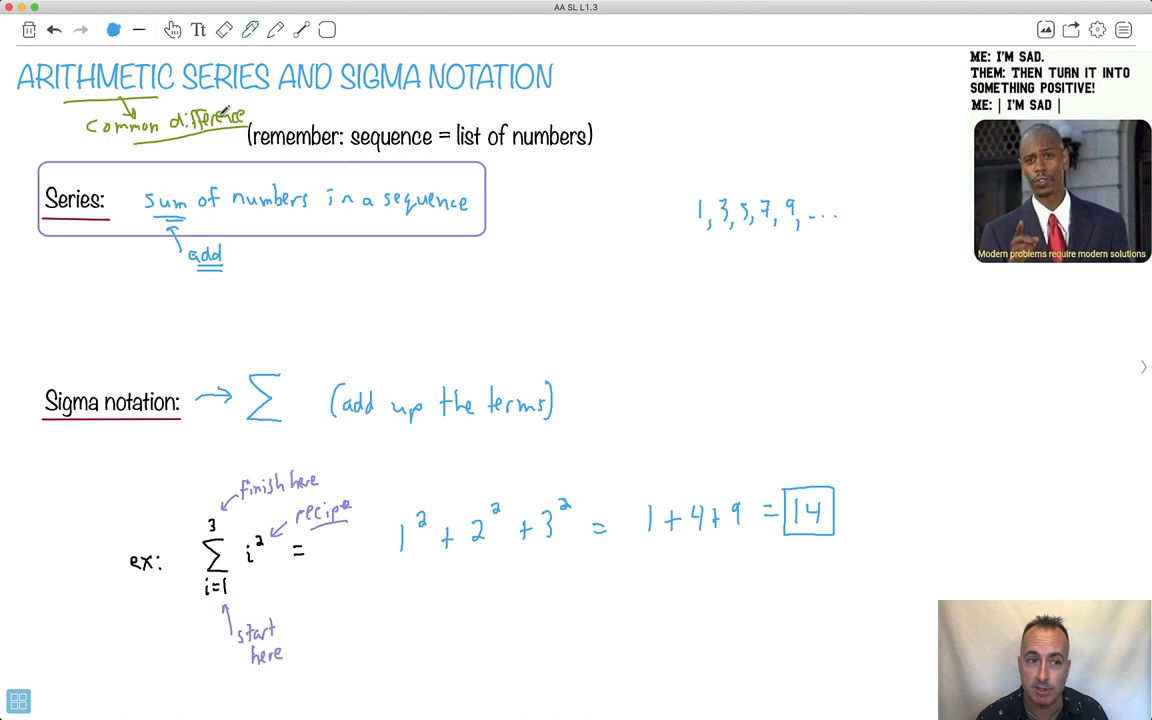 AA SL L1.3
Tt
ARITHMETIC SERIES AND SIGMA NOTATION
Common difference
(remember: sequence = list of numbers)
Series: sum of numbers in a sequence
add
1, 3, 5, 7, 9, ...
ME: I'M SAD.
THEM: THEN TURN IT INTO
SOMETHING POSITIVE!
ME: | I'M SAD |
Modern problems require modern solutions
Sigma notation: → Σ (add up the terms)
finish here
recipe
ex: 3 Σ i=1 i² = 1² + 2² + 3² = 1 + 4 + 9 = 14
start
here